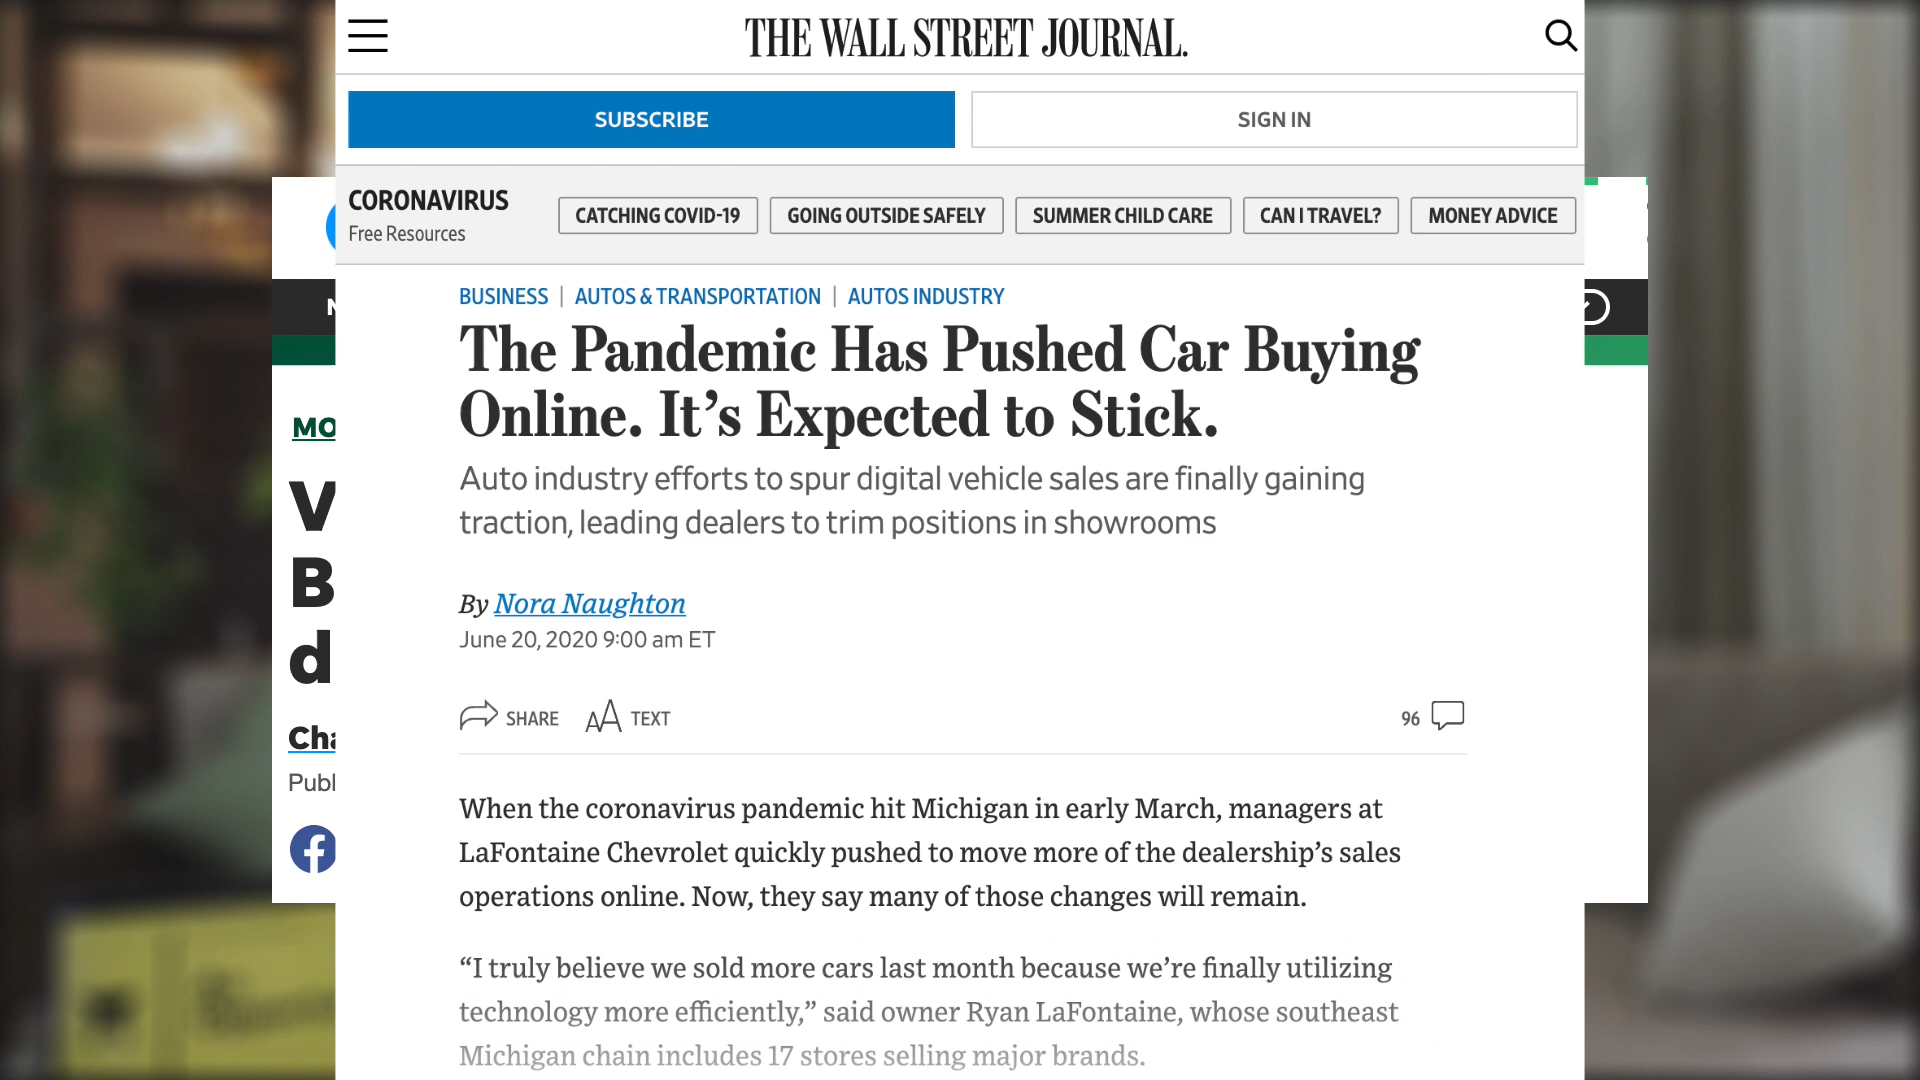 THE WALL STREET JOURNAL.
SUBSCRIBE
SIGN IN
CORONAVIRUS
Free Resources
CATCHING COVID-19
GOING OUTSIDE SAFELY
SUMMER CHILD CARE
CAN I TRAVEL?
MONEY ADVICE
BUSINESS | AUTOS & TRANSPORTATION | AUTOS INDUSTRY
The Pandemic Has Pushed Car Buying
Online. It’s Expected to Stick.
Auto industry efforts to spur digital vehicle sales are finally gaining
traction, leading dealers to trim positions in showrooms
By Nora Naughton
June 20, 2020 9:00 am ET
SHARE
TEXT
96
When the coronavirus pandemic hit Michigan in early March, managers at
LaFontaine Chevrolet quickly pushed to move more of the dealership’s sales
operations online. Now, they say many of those changes will remain.
“I truly believe we sold more cars last month because we’re finally utilizing
technology more efficiently,” said owner Ryan LaFontaine, whose southeast
Michigan chain includes 17 stores selling major brands.